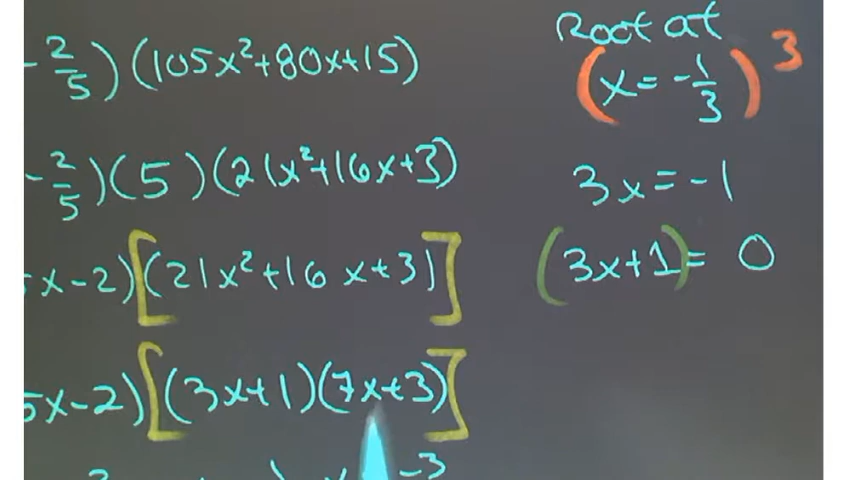 - 2/5)(105x²+80x+15)
- 2/5)(5)(21x²+16x+3)
x-2)[(21x²+16x+3)]
5x-2)[(3x+1)(7x+3)]
-3
Root at
(x=-1/3)³
3x=-1
(3x+1)=0